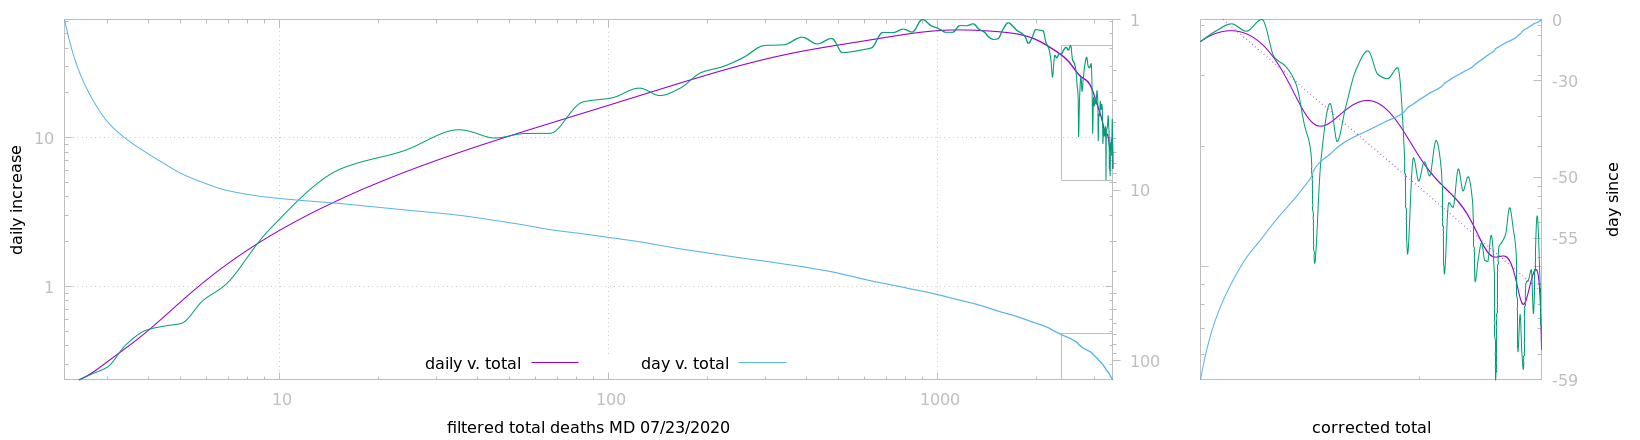 daily increase
10
1
daily v. total
day v. total
10
100
1000
filtered total deaths MD 07/23/2020
1
10
100
0
-30
-50
-55
-59
day since
corrected total